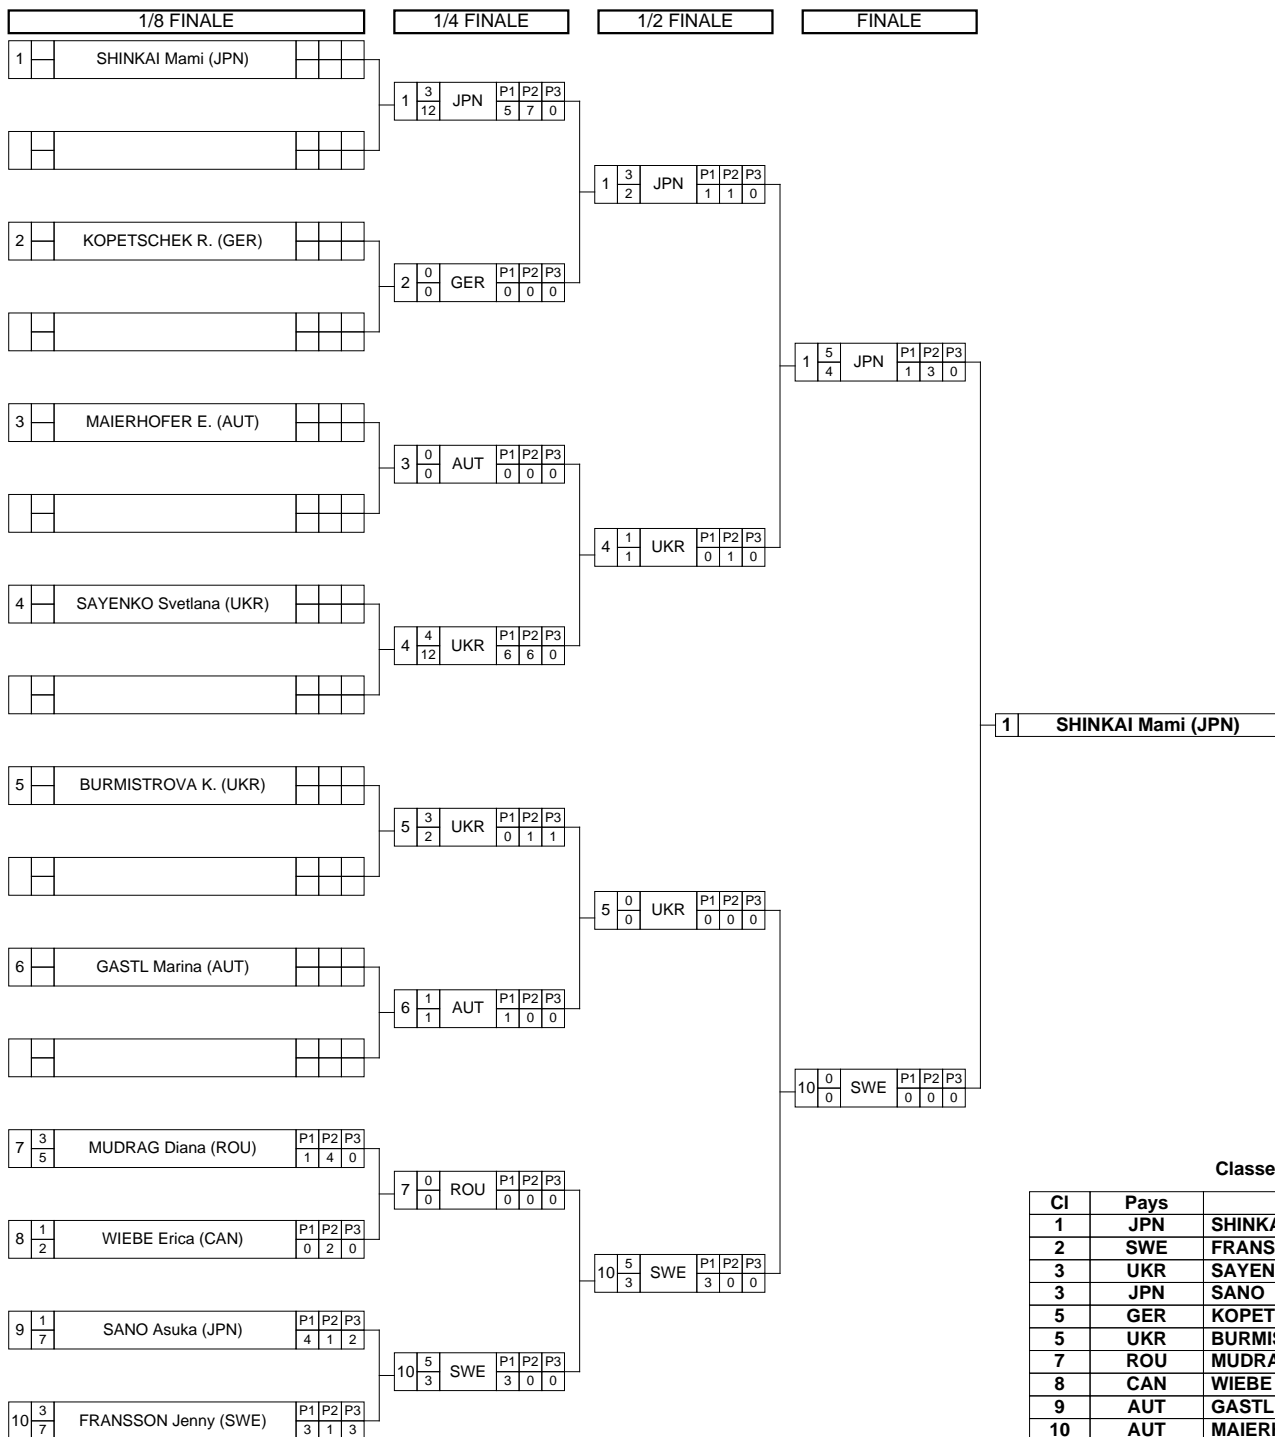 1/8 FINALE 1/4 FINALE 1/2 FINALE FINALE
1 SHINKAI Mami (JPN)
1 3 12 JPN P1 P2 P3 5 7 0
1 3 2 JPN P1 P2 P3 1 1 0
2 KOPETSCHEK R. (GER)
2 0 0 GER P1 P2 P3 0 0 0
1 5 4 JPN P1 P2 P3 1 3 0
3 MAIERHOFER E. (AUT)
3 0 0 AUT P1 P2 P3 0 0 0
4 1 1 UKR P1 P2 P3 0 1 0
4 SAYENKO Svetlana (UKR)
4 4 12 UKR P1 P2 P3 6 6 0
1 SHINKAI Mami (JPN)
5 BURMISTROVA K. (UKR)
5 3 2 UKR P1 P2 P3 0 1 1
5 0 0 UKR P1 P2 P3 0 0 0
6 GASTL Marina (AUT)
6 1 1 AUT P1 P2 P3 1 0 0
10 0 0 SWE P1 P2 P3 0 0 0
7 3 5 MUDRAG Diana (ROU) P1 P2 P3 1 4 0
7 0 0 ROU P1 P2 P3 0 0 0
8 1 2 WIEBE Erica (CAN) P1 P2 P3 0 2 0
10 5 3 SWE P1 P2 P3 3 0 0
9 1 7 SANO Asuka (JPN) P1 P2 P3 4 1 2
10 5 3 SWE P1 P2 P3 3 0 0
10 3 7 FRANSSON Jenny (SWE) P1 P2 P3 3 1 3
Classe
Cl Pays
1 JPN SHINKA
2 SWE FRANS
3 UKR SAYEN
3 JPN SANO
5 GER KOPET
5 UKR BURMIS
7 ROU MUDRA
8 CAN WIEBE
9 AUT GASTL
10 AUT MAIER